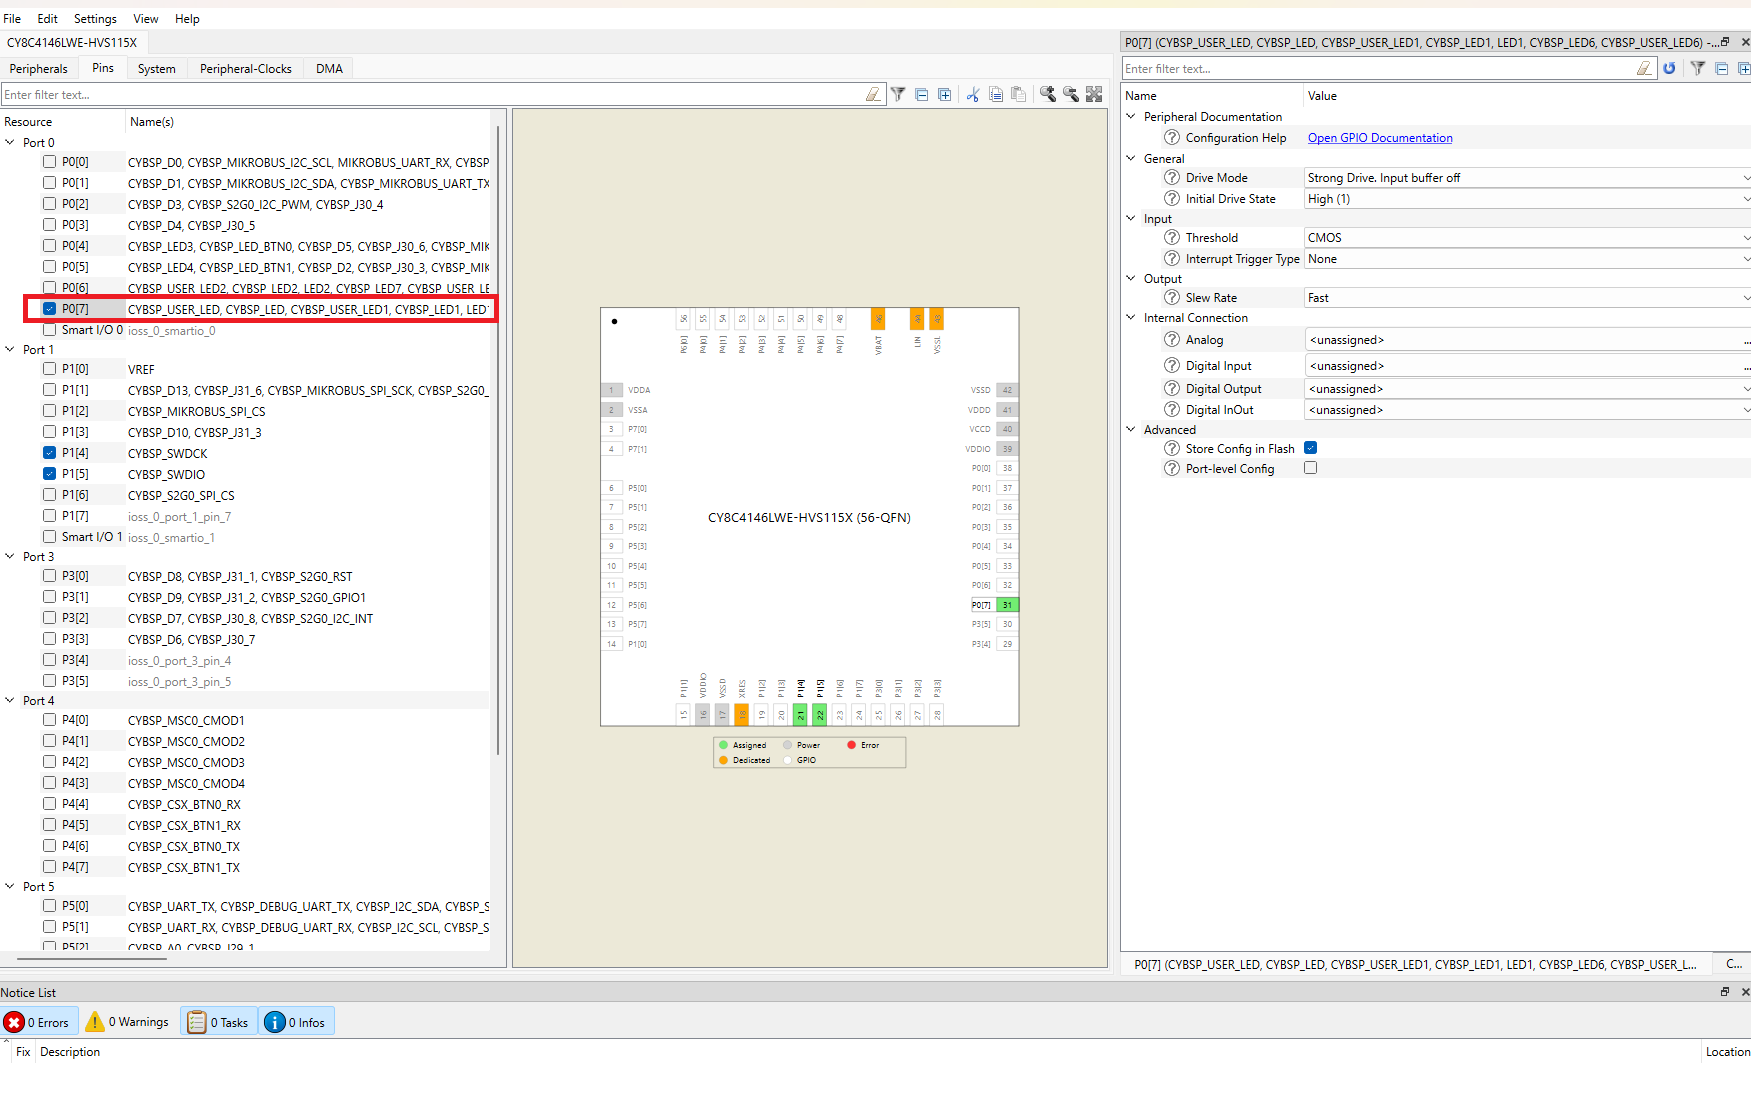 File Edit Settings View Help
CY8C4146LWE-HVS115X
Peripherals Pins System Peripheral-Clocks DMA
Enter filter text...
Resource Name(s)
Port 0
P0[0] CYBSP_D0, CYBSP_MIKROBUS_I2C_SCL, MIKROBUS_UART_RX, CYBSP
P0[1] CYBSP_D1, CYBSP_MIKROBUS_I2C_SDA, CYBSP_MIKROBUS_UART_TX
P0[2] CYBSP_D3, CYBSP_S2G0_I2C_PWM, CYBSP_J30_4
P0[3] CYBSP_D4, CYBSP_J30_5
P0[4] CYBSP_LED3, CYBSP_LED_BTN0, CYBSP_D5, CYBSP_J30_6, CYBSP_MIK
P0[5] CYBSP_LED4, CYBSP_LED_BTN1, CYBSP_D2, CYBSP_J30_3, CYBSP_MIK
P0[6] CYBSP_USER_LED2, CYBSP_LED2, LED2, CYBSP_LED7, CYBSP_USER_LE
P0[7] CYBSP_USER_LED, CYBSP_LED, CYBSP_USER_LED1, CYBSP_LED1, LED1
Smart I/O 0 ioss_0_smartio_0
Port 1
P1[0] VREF
P1[1] CYBSP_D13, CYBSP_J31_6, CYBSP_MIKROBUS_SPI_SCK, CYBSP_S2G0_
P1[2] CYBSP_MIKROBUS_SPI_CS
P1[3] CYBSP_D10, CYBSP_J31_3
P1[4] CYBSP_SWDCK
P1[5] CYBSP_SWDIO
P1[6] CYBSP_S2G0_SPI_CS
P1[7] ioss_0_port_1_pin_7
Smart I/O 1 ioss_0_smartio_1
Port 3
P3[0] CYBSP_D8, CYBSP_J31_1, CYBSP_S2G0_RST
P3[1] CYBSP_D9, CYBSP_J31_2, CYBSP_S2G0_GPIO1
P3[2] CYBSP_D7, CYBSP_J30_8, CYBSP_S2G0_I2C_INT
P3[3] CYBSP_D6, CYBSP_J30_7
P3[4] ioss_0_port_3_pin_4
P3[5] ioss_0_port_3_pin_5
Port 4
P4[0] CYBSP_MSC0_CMOD1
P4[1] CYBSP_MSC0_CMOD2
P4[2] CYBSP_MSC0_CMOD3
P4[3] CYBSP_MSC0_CMOD4
P4[4] CYBSP_CSX_BTN0_RX
P4[5] CYBSP_CSX_BTN1_RX
P4[6] CYBSP_CSX_BTN0_TX
P4[7] CYBSP_CSX_BTN1_TX
Port 5
P5[0] CYBSP_UART_TX, CYBSP_DEBUG_UART_TX, CYBSP_I2C_SDA, CYBSP_S
P5[1] CYBSP_UART_RX, CYBSP_DEBUG_UART_RX, CYBSP_I2C_SCL, CYBSP_S
P5[2] CYBSP_A0, CYBSP_J29_1
56 55 54 53 52 51 50 49 48 46 44 43
P6[0] P4[0] P4[1] P4[2] P4[3] P4[4] P4[5] P4[6] P4[7] VBAT LIN VSSL
1 VDDA
2 VSSA
3 P7[0]
4 P7[1]
6 P5[0]
7 P5[1]
8 P5[2]
9 P5[3]
10 P5[4]
11 P5[5]
12 P5[6]
13 P5[7]
14 P1[0]
CY8C4146LWE-HVS115X (56-QFN)
VSSD 42
VDDD 41
VCCD 40
VDDIO 39
P0[0] 38
P0[1] 37
P0[2] 36
P0[3] 35
P0[4] 34
P0[5] 33
P0[6] 32
P0[7] 31
P3[5] 30
P3[4] 29
P1[1] VDDIO VSSD XRES P1[2] P1[3] P1[4] P1[5] P1[6] P1[7] P3[0] P3[1] P3[2] P3[3]
15 16 17 18 19 20 21 22 23 24 25 26 27 28
Assigned Power Error
Dedicated GPIO
P0[7] (CYBSP_USER_LED, CYBSP_LED, CYBSP_USER_LED1, CYBSP_LED1, LED1, CYBSP_LED6, CYBSP_USER_LED6) -...
Enter filter text...
Name Value
Peripheral Documentation
Configuration Help Open GPIO Documentation
General
Drive Mode Strong Drive. Input buffer off
Initial Drive State High (1)
Input
Threshold CMOS
Interrupt Trigger Type None
Output
Slew Rate Fast
Internal Connection
Analog <unassigned> ...
Digital Input <unassigned> ...
Digital Output <unassigned>
Digital InOut <unassigned>
Advanced
Store Config in Flash
Port-level Config
P0[7] (CYBSP_USER_LED, CYBSP_LED, CYBSP_USER_LED1, CYBSP_LED1, LED1, CYBSP_LED6, CYBSP_USER_L... C...
Notice List
0 Errors 0 Warnings 0 Tasks 0 Infos
Fix Description Location